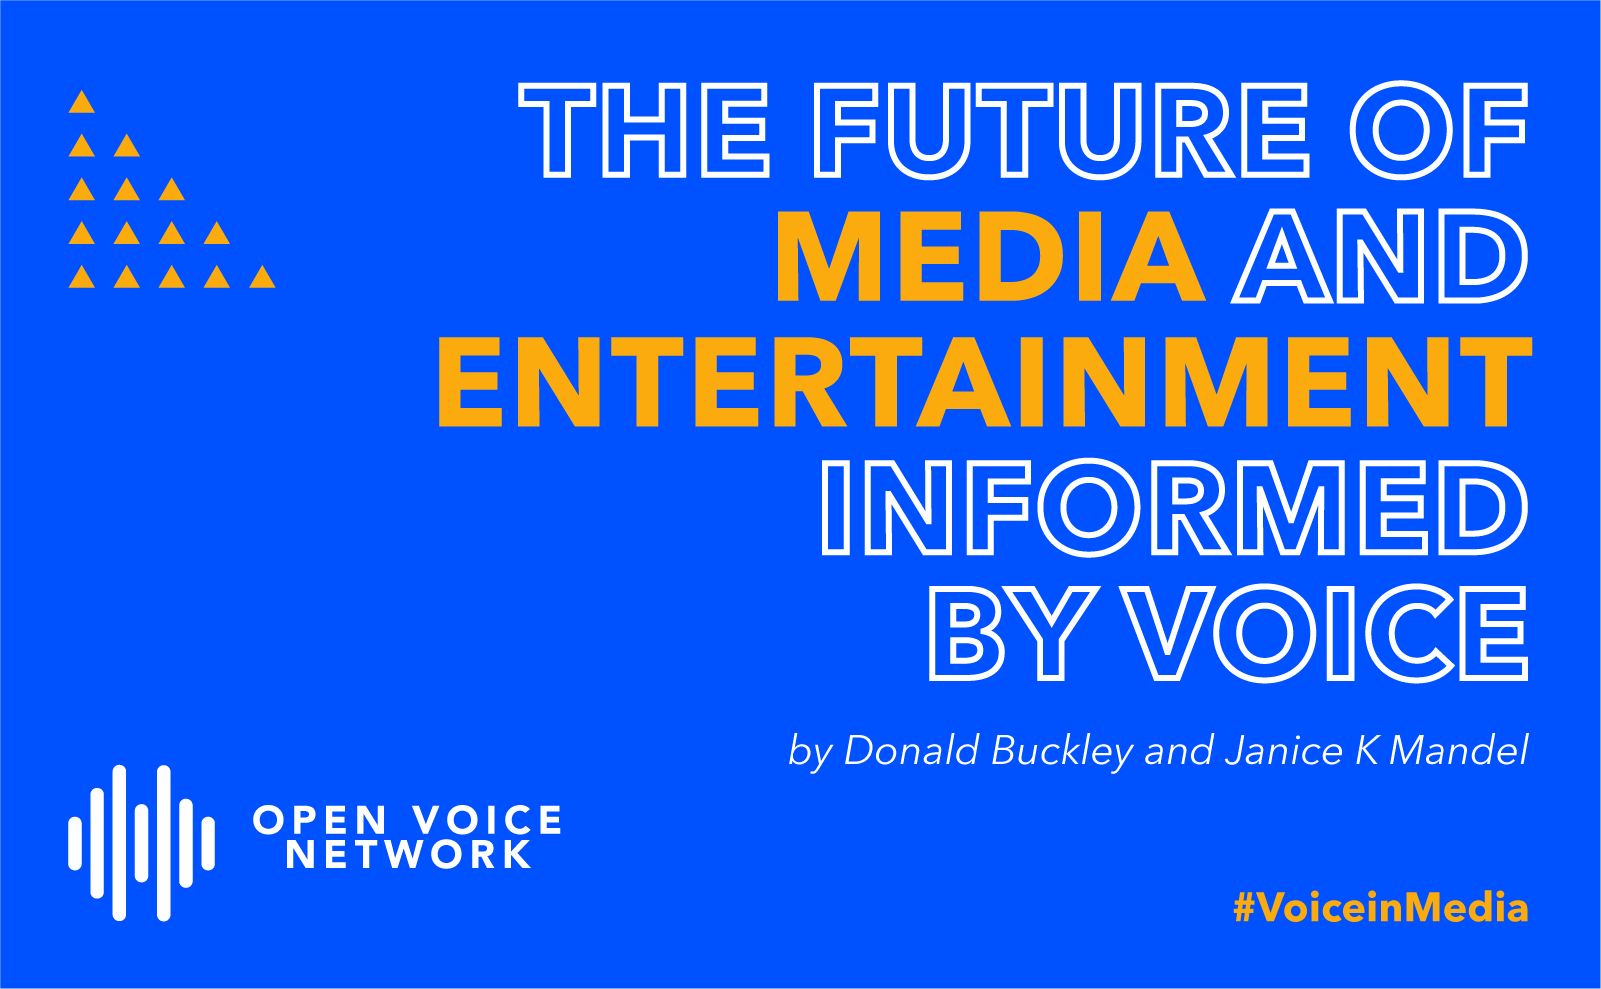 THE FUTURE OF
MEDIA AND
ENTERTAINMENT
INFORMED
BY VOICE
by Donald Buckley and Janice K Mandel
OPEN VOICE
NETWORK
#VoiceinMedia